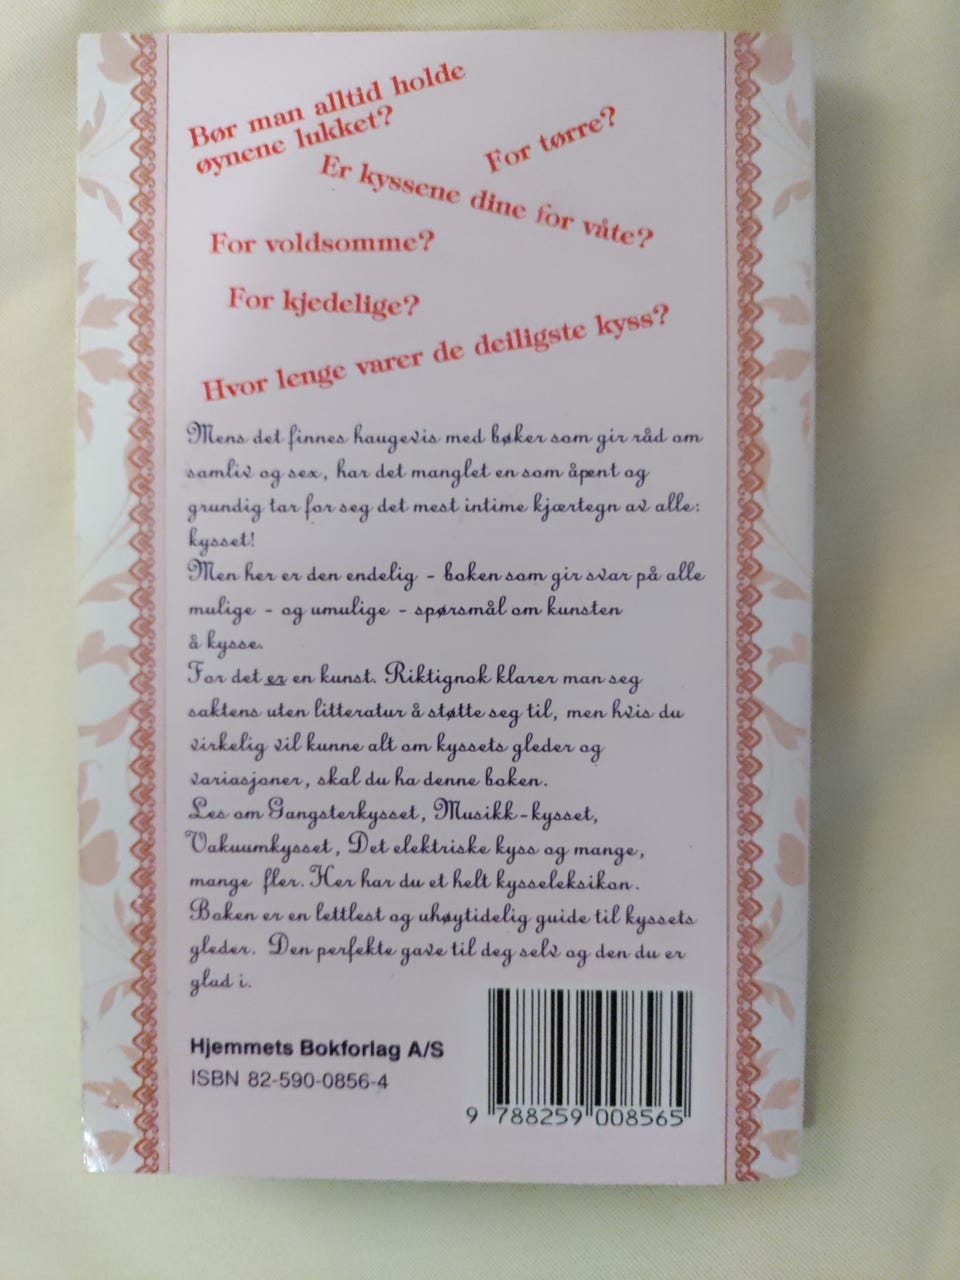 Bør man alltid holde
øynene lukket?
For tørre?
Er kyssene dine for våte?
For voldsomme?
For kjedelige?
Hvor lenge varer de deiligste kyss?
Mens det finnes haugevis med bøker som gir råd om
samliv og sex, har det manglet en som åpent og
grundig tar for seg det mest intime kjærtegn av alle:
kysset!
Men her er den endelig - boken som gir svar på alle
mulige - og umulige - spørsmål om kunsten
å kysse.
For det er en kunst. Riktignok klarer man seg
saktens uten litteratur å støtte seg til, men hvis du
virkelig vil kunne alt om kyssets gleder og
variasjoner, skal du ha denne boken.
Les om Gangsterkysset, Musikk-kysset,
Vakuumkysset, Det elektriske kyss og mange,
mange fler. Her har du et helt kysseleksikon.
Boken er en lettlest og uhøytidelig guide til kyssets
gleder. Den perfekte gave til deg selv og den du er
glad i.
Hjemmets Bokforlag A/S
ISBN 82-590-0856-4
9 788259 008565